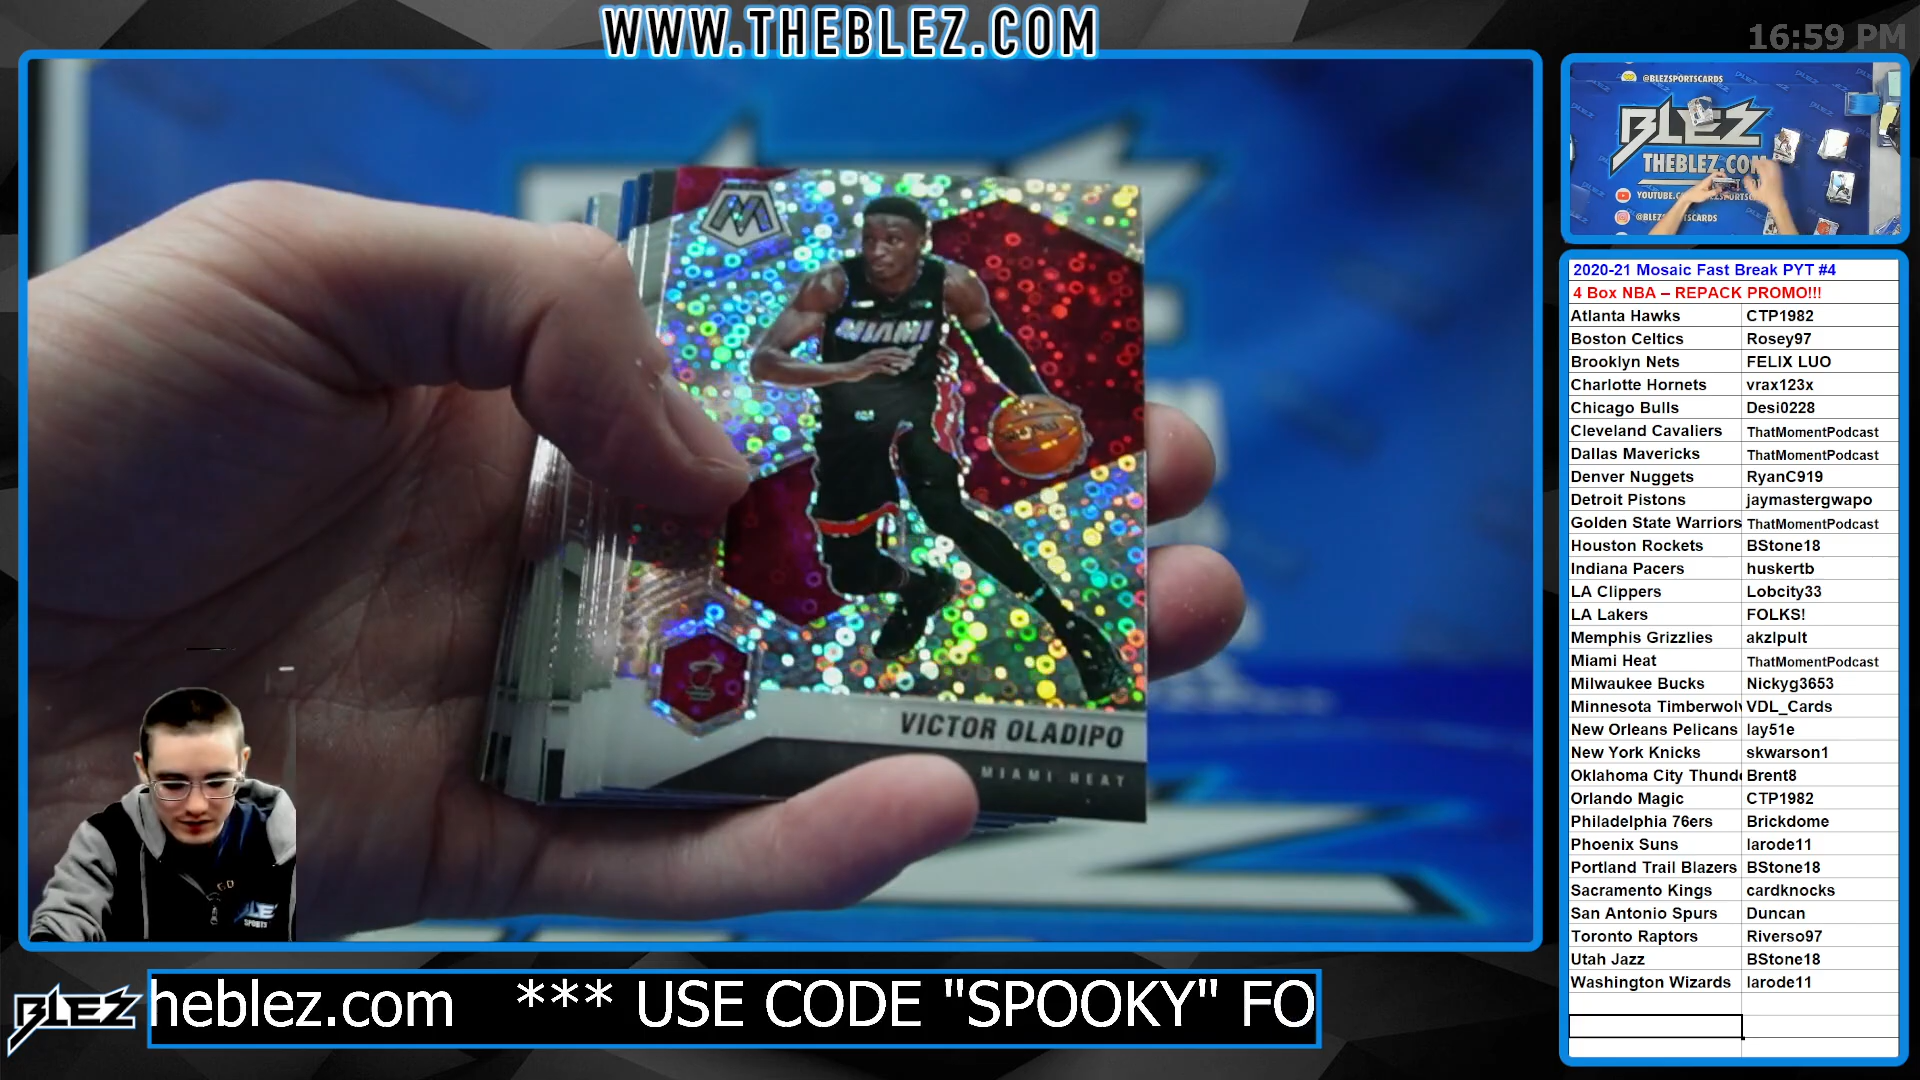 WWW.THEBLEZ.COM
16:59 PM
@BLEZSPORTSCARDS
BLEZ
THEBLEZ.COM
MIAMI
VICTOR OLADIPO
MIAMI HEAT
2020-21 Mosaic Fast Break PYT #4
4 Box NBA – REPACK PROMO!!!
Atlanta Hawks CTP1982
Boston Celtics Rosey97
Brooklyn Nets FELIX LUO
Charlotte Hornets vrax123x
Chicago Bulls Desi0228
Cleveland Cavaliers ThatMomentPodcast
Dallas Mavericks ThatMomentPodcast
Denver Nuggets RyanC919
Detroit Pistons jaymastergwapo
Golden State Warriors ThatMomentPodcast
Houston Rockets BStone18
Indiana Pacers huskertb
LA Clippers Lobcity33
LA Lakers FOLKS!
Memphis Grizzlies akzlpult
Miami Heat ThatMomentPodcast
Milwaukee Bucks Nickyg3653
Minnesota Timberwolv VDL_Cards
New Orleans Pelicans lay51e
New York Knicks skwarson1
Oklahoma City Thunde Brent8
Orlando Magic CTP1982
Philadelphia 76ers Brickdome
Phoenix Suns larode11
Portland Trail Blazers BStone18
Sacramento Kings cardknocks
San Antonio Spurs Duncan
Toronto Raptors Riverso97
Utah Jazz BStone18
Washington Wizards larode11
BLEZ
SPORTS
BLEZ
heblez.com *** USE CODE "SPOOKY" FO